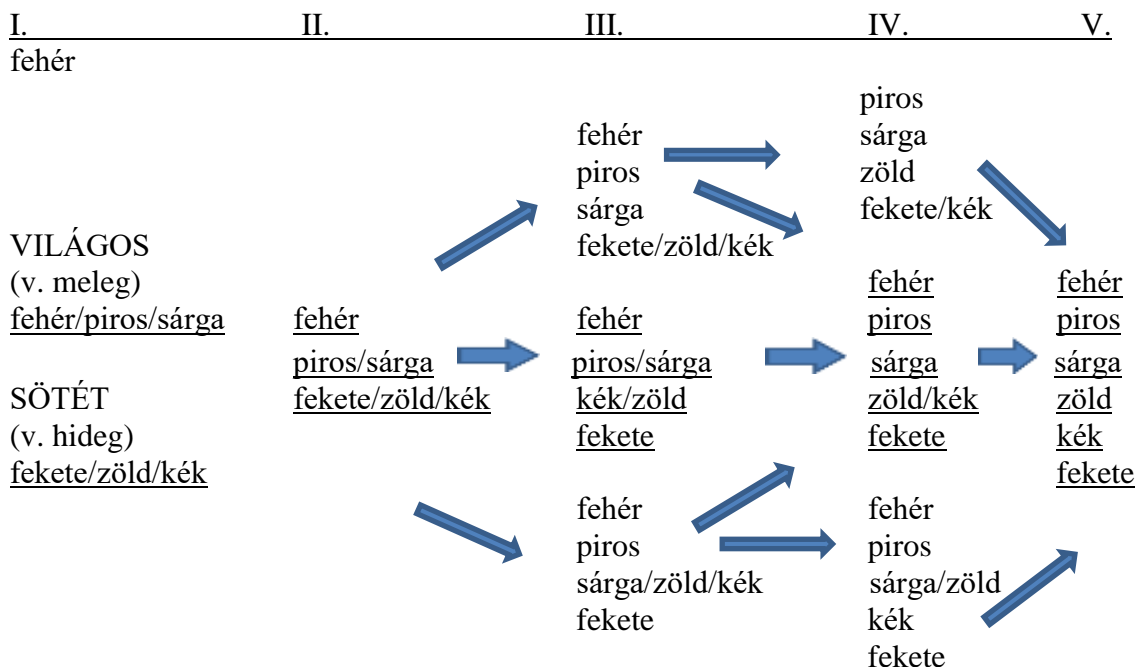 I. II. III. IV. V.
fehér
VILÁGOS
(v. meleg)
fehér/piros/sárga
SÖTÉT
(v. hideg)
fekete/zöld/kék
fehér
piros/sárga
fekete/zöld/kék
fehér
piros
sárga
fekete/zöld/kék
fehér
piros/sárga
kék/zöld
fekete
fehér
piros
sárga/zöld/kék
fekete
piros
sárga
zöld
fekete/kék
fehér
piros
sárga
zöld/kék
fekete
fehér
piros
sárga/zöld
kék
fekete
fehér
piros
sárga
zöld
kék
fekete